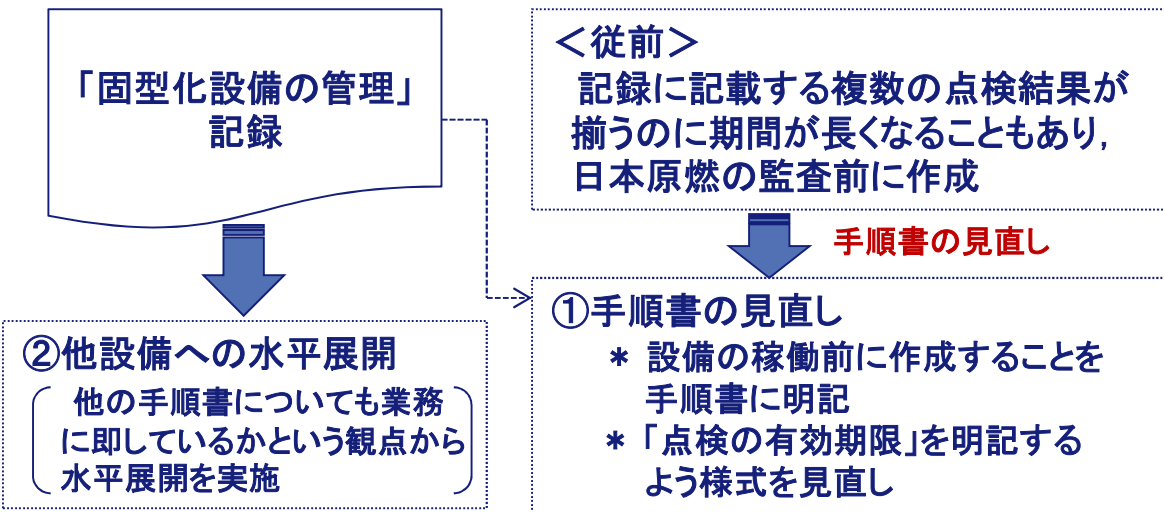 「固型化設備の管理」
記録
＜従前＞
記録に記載する複数の点検結果が
揃うのに期間が長くなることもあり，
日本原燃の監査前に作成
手順書の見直し
①手順書の見直し
＊ 設備の稼働前に作成することを
手順書に明記
＊ 「点検の有効期限」を明記する
よう様式を見直し
②他設備への水平展開
他の手順書についても業務
に即しているかという観点から
水平展開を実施